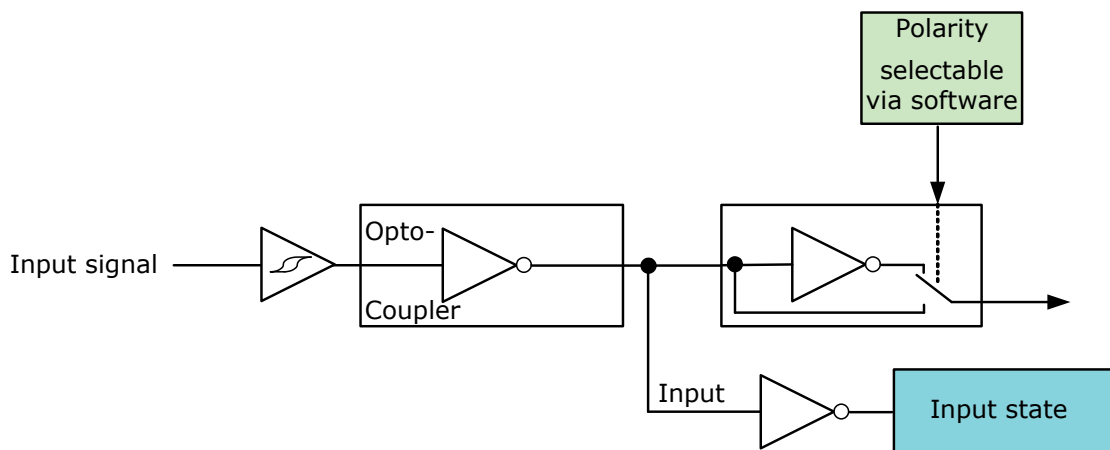 Polarity
selectable
via software
Opto-
Input signal
Coupler
Input
Input state